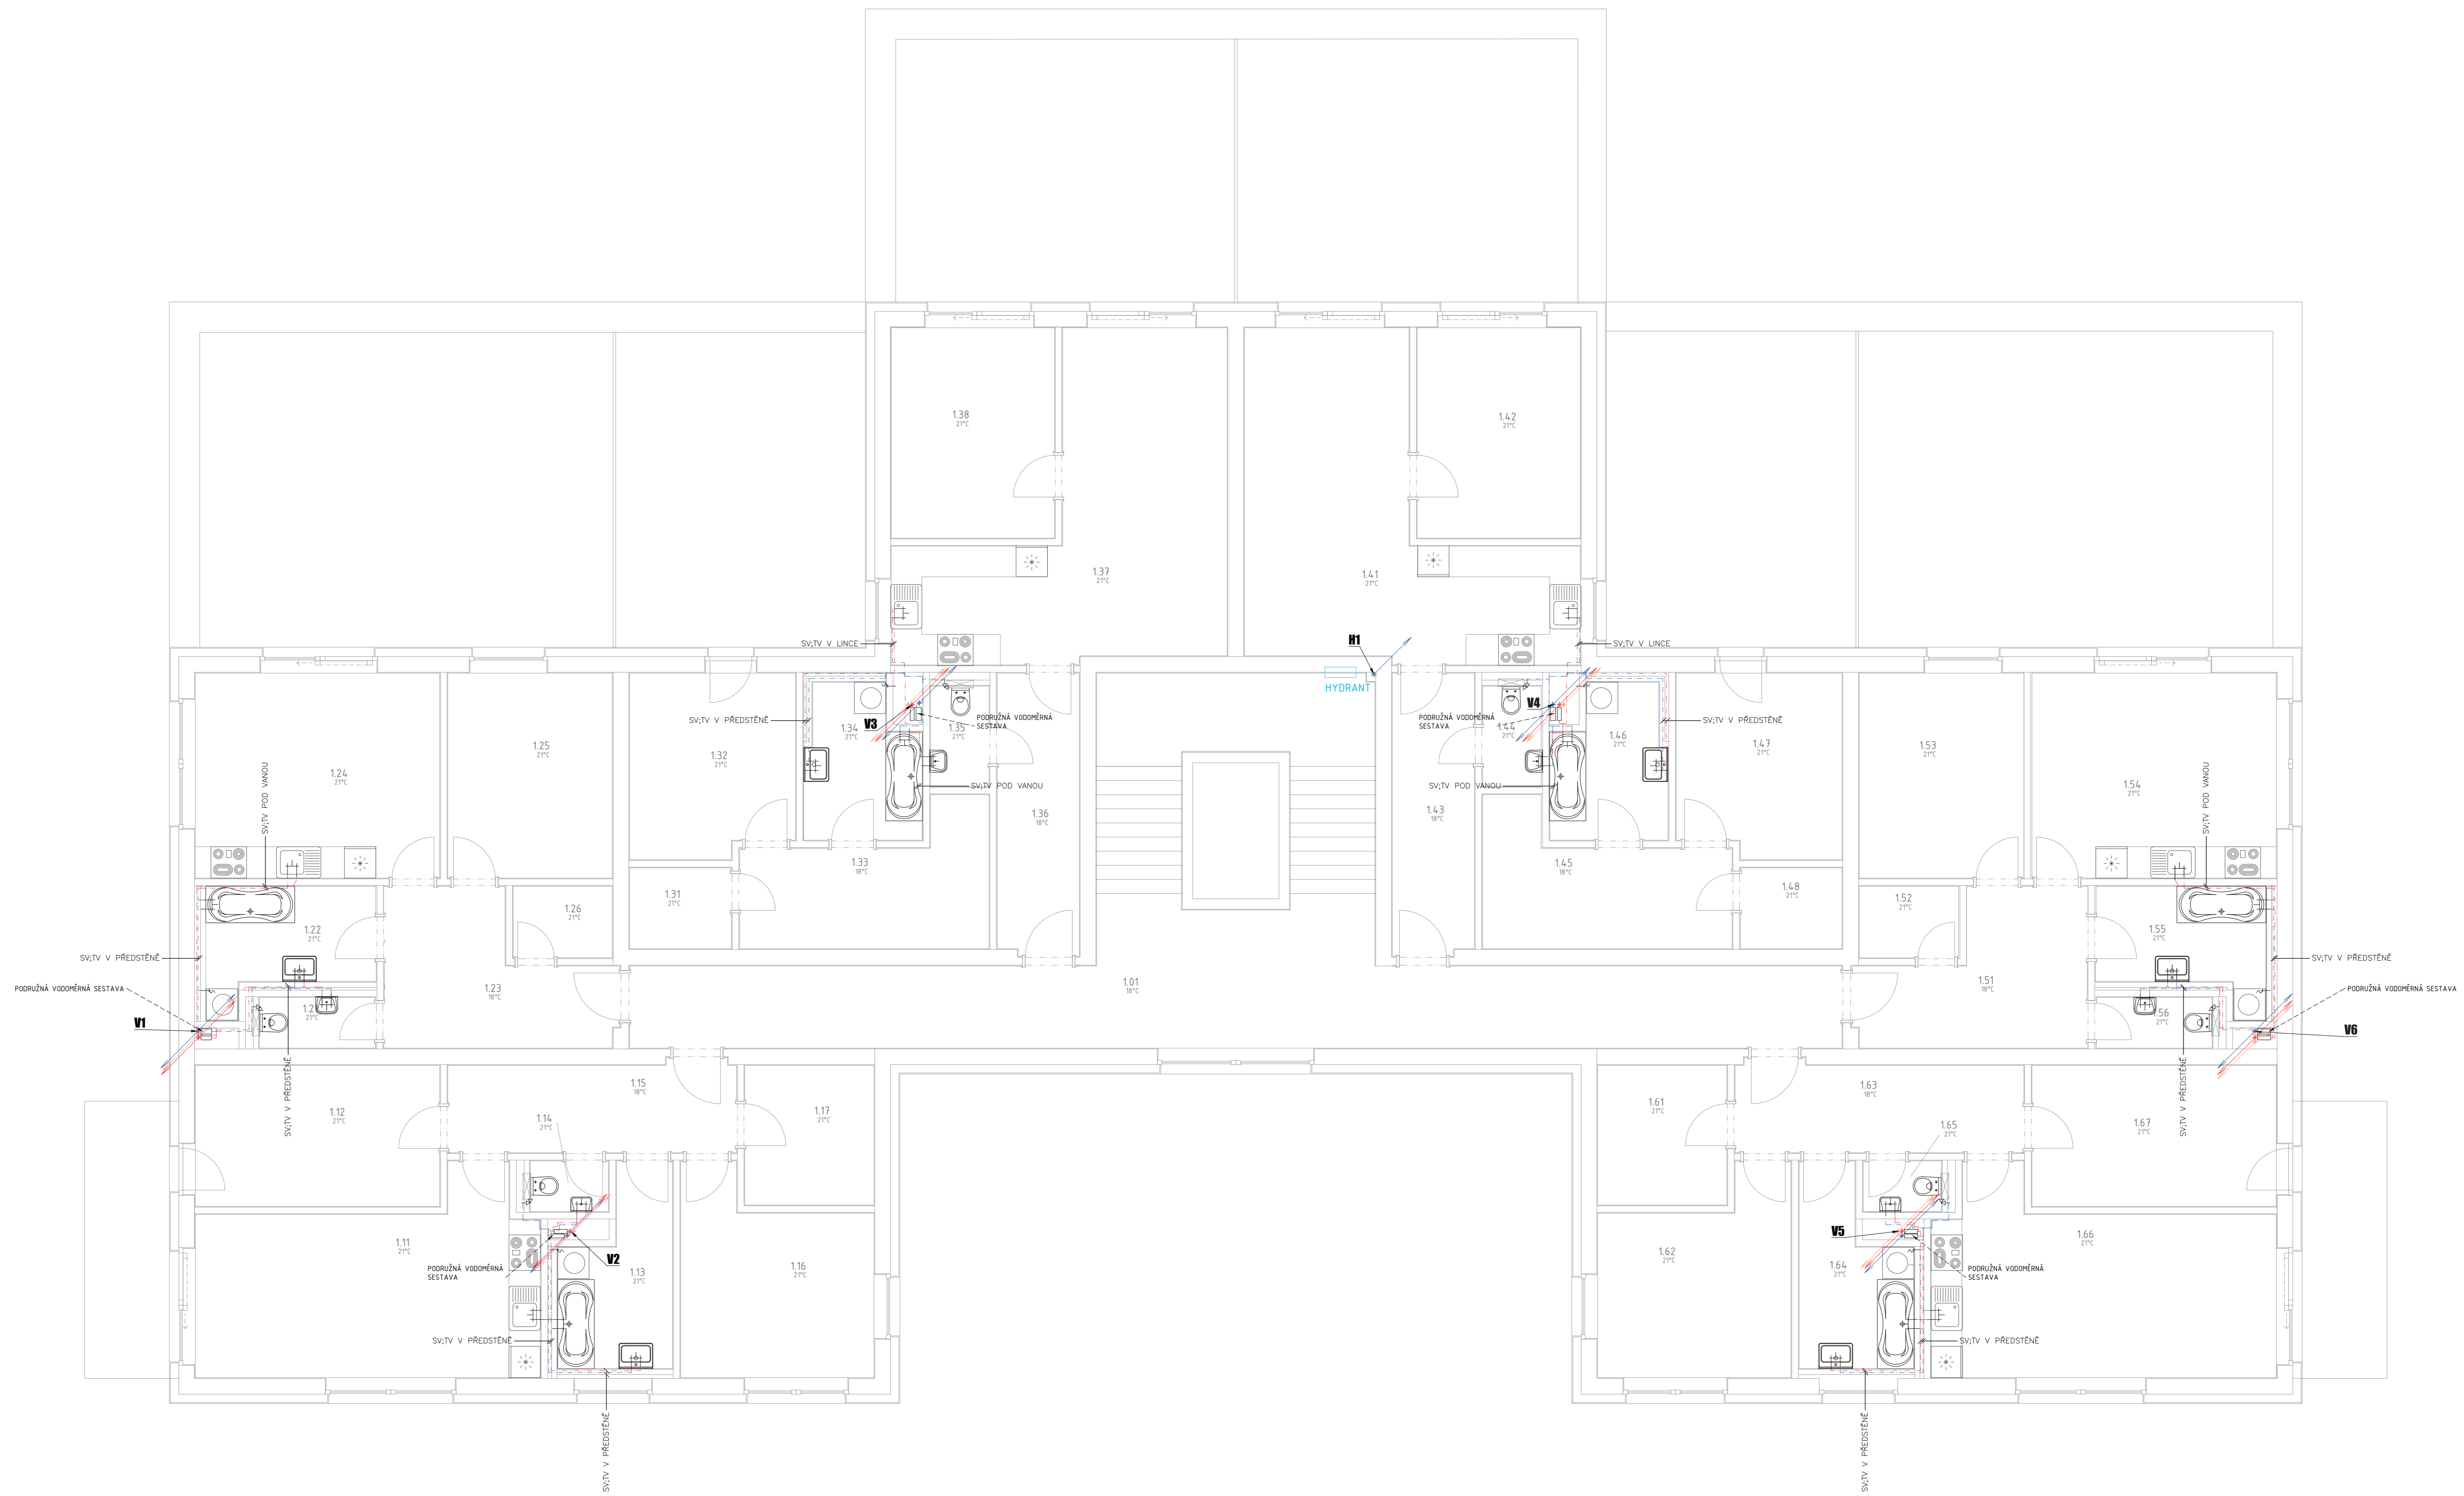 1.38
21°C
1.42
21°C
1.37
21°C
1.41
21°C
SV;TV V LINCE
H1
SV;TV V LINCE
HYDRANT
V3
V4
PODRUŽNÁ VODOMĚRNÁ
SESTAVA
PODRUŽNÁ VODOMĚRNÁ
SESTAVA
SV;TV V PŘEDSTĚNĚ
SV;TV V PŘEDSTĚNĚ
1.34
21°C
1.35
21°C
1.44
21°C
1.46
21°C
1.25
21°C
1.32
21°C
1.47
21°C
1.53
21°C
1.24
21°C
1.54
21°C
SV;TV POD VANOU
SV;TV POD VANOU
SV;TV POD VANOU
SV;TV POD VANOU
1.36
18°C
1.43
18°C
1.33
18°C
1.45
18°C
1.31
21°C
1.48
21°C
1.26
21°C
1.52
21°C
1.22
21°C
1.55
21°C
SV;TV V PŘEDSTĚNĚ
SV;TV V PŘEDSTĚNĚ
1.23
18°C
1.01
18°C
1.51
18°C
PODRUŽNÁ VODOMĚRNÁ SESTAVA
PODRUŽNÁ VODOMĚRNÁ SESTAVA
21°C
1.56
21°C
V1
V6
SV;TV V PŘEDSTĚNĚ
SV;TV V PŘEDSTĚNĚ
1.15
18°C
1.63
18°C
1.12
21°C
1.14
21°C
1.17
21°C
1.61
21°C
1.65
21°C
1.67
21°C
1.11
21°C
V2
V5
1.66
21°C
PODRUŽNÁ VODOMĚRNÁ
SESTAVA
1.13
21°C
1.16
21°C
1.62
21°C
1.64
21°C
PODRUŽNÁ VODOMĚRNÁ
SESTAVA
SV;TV V PŘEDSTĚNĚ
SV;TV V PŘEDSTĚNĚ
SV;TV V PŘEDSTĚNĚ
SV;TV V PŘEDSTĚNĚ